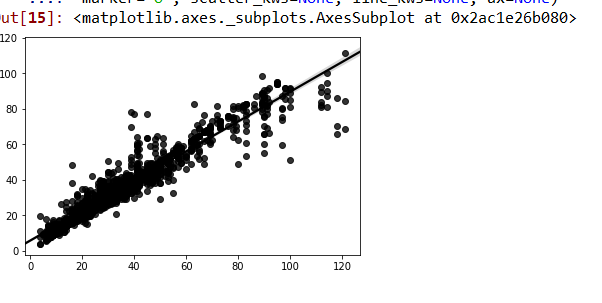 marker='o', scatter_kws=None, line_kws=None, ax=None)
ut[15]: <matplotlib.axes._subplots.AxesSubplot at 0x2ac1e26b080>
120
100
80
60
40
20
0
0 20 40 60 80 100 120